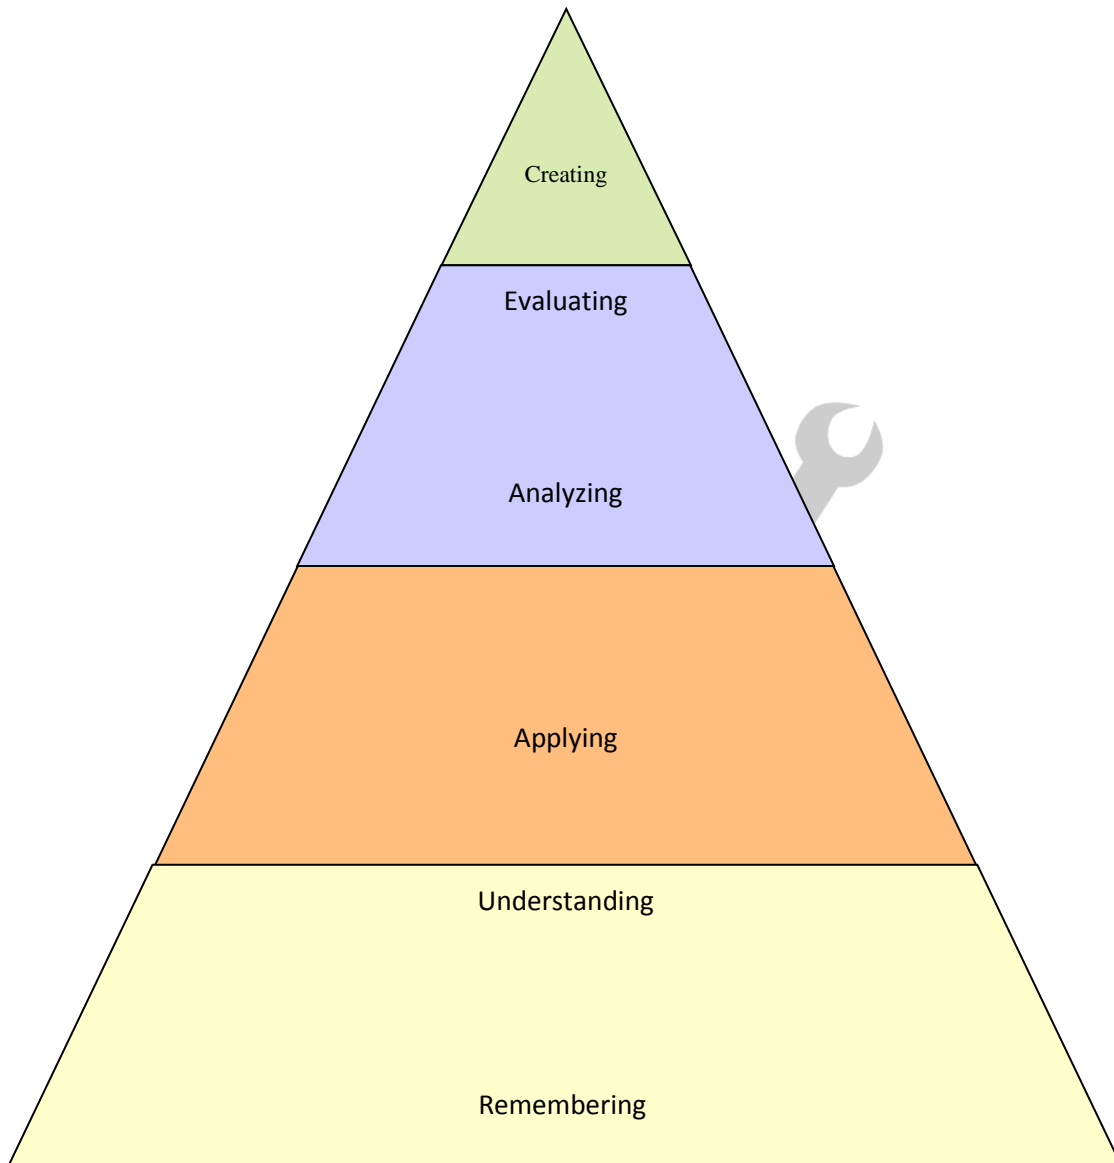 Creating
Evaluating
Analyzing
Applying
Understanding
Remembering